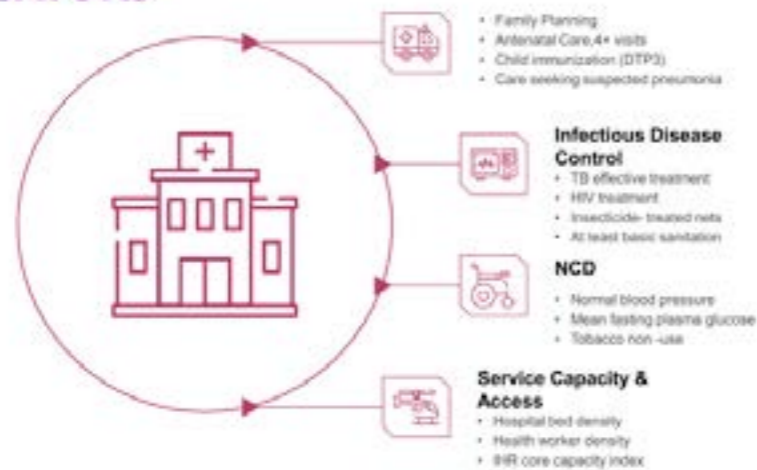 • Family Planning
• Antenatal Care,4+ visits
• Child immunization (DTP3)
• Care seeking suspected pneumonia
Infectious Disease
Control
• TB effective treatment
• HIV treatment
• Insecticide- treated nets
• At least basic sanitation
NCD
• Normal blood pressure
• Mean fasting plasma glucose
• Tobacco non -use
Service Capacity &
Access
• Hospital bed density
• Health worker density
• IHR core capacity index